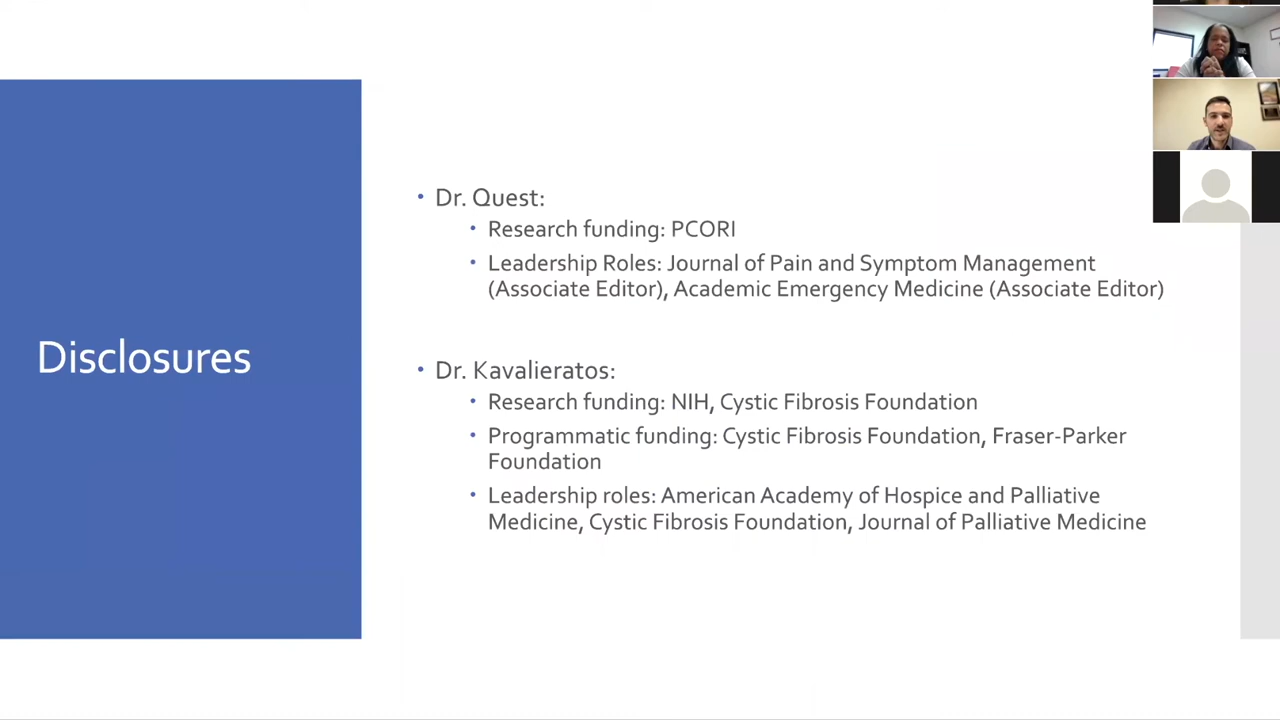 Disclosures
• Dr. Quest:
• Research funding: PCORI
• Leadership Roles: Journal of Pain and Symptom Management
(Associate Editor), Academic Emergency Medicine (Associate Editor)
• Dr. Kavalieratos:
• Research funding: NIH, Cystic Fibrosis Foundation
• Programmatic funding: Cystic Fibrosis Foundation, Fraser-Parker
Foundation
• Leadership roles: American Academy of Hospice and Palliative
Medicine, Cystic Fibrosis Foundation, Journal of Palliative Medicine